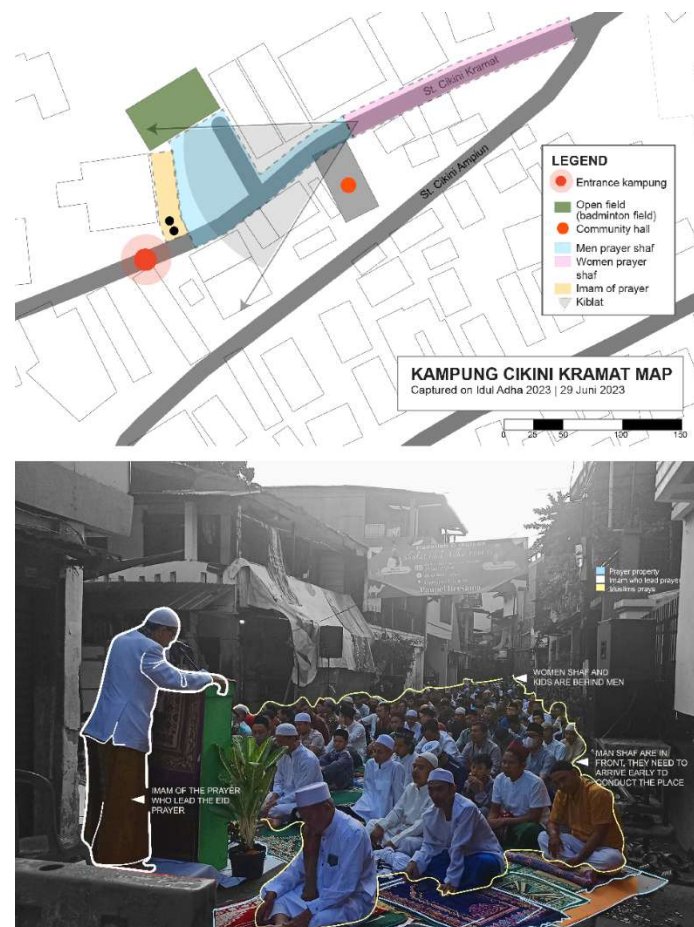 St. Cikini Kramat
St. Cikini Ampiun
LEGEND
Entrance kampung
Open field
(badminton field)
Community hall
Men prayer shaf
Women prayer
shaf
Imam of prayer
Kiblat
KAMPUNG CIKINI KRAMAT MAP
Captured on Idul Adha 2023 | 29 Juni 2023
0 25 50 100 150
Prayer property
Imam who lead prayer
Muslims prays
WOMEN SHAF AND
KIDS ARE BEHIND MEN
MAN SHAF ARE IN
FRONT, THEY NEED TO
ARRIVE EARLY TO
CONDUCT THE PLACE
IMAM OF THE PRAYER
WHO LEAD THE EID
PRAYER